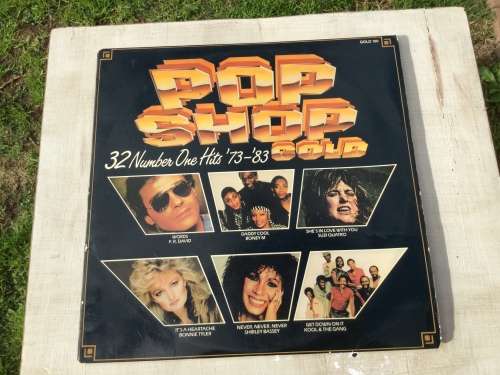 GOLD 100
POP
SHOP
GOLD
32 Number One Hits '73-'83
WORDS
F.R. DAVID
DADDY COOL
BONEY M
SHE'S IN LOVE WITH YOU
SUZI QUATRO
IT'S A HEARTACHE
BONNIE TYLER
NEVER, NEVER, NEVER
SHIRLEY BASSEY
GET DOWN ON IT
KOOL & THE GANG